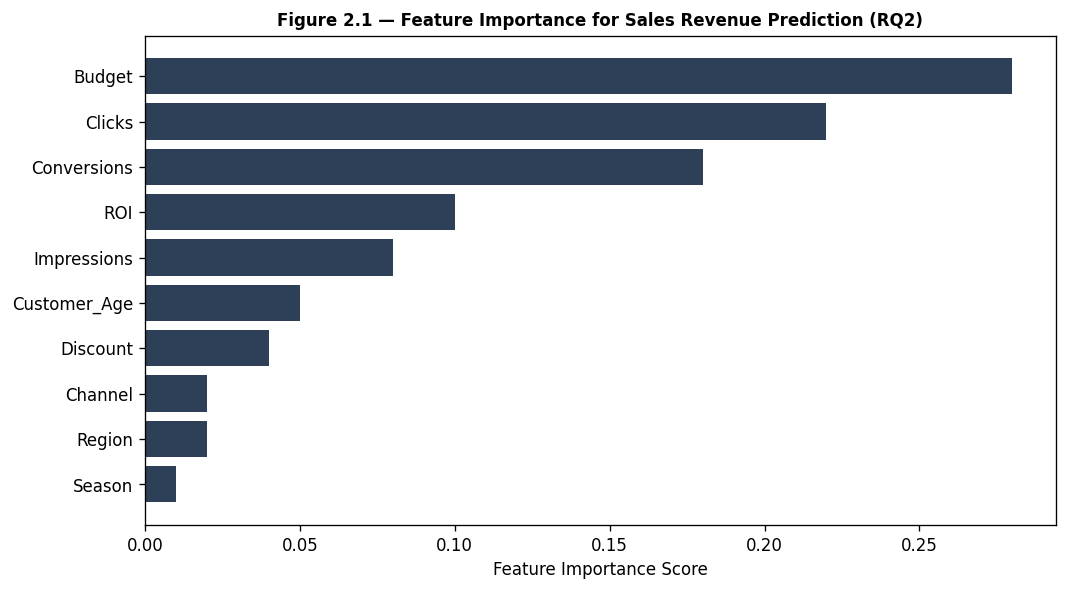 Figure 2.1 — Feature Importance for Sales Revenue Prediction (RQ2)
Budget
Clicks
Conversions
ROI
Impressions
Customer_Age
Discount
Channel
Region
Season
0.00 0.05 0.10 0.15 0.20 0.25
Feature Importance Score